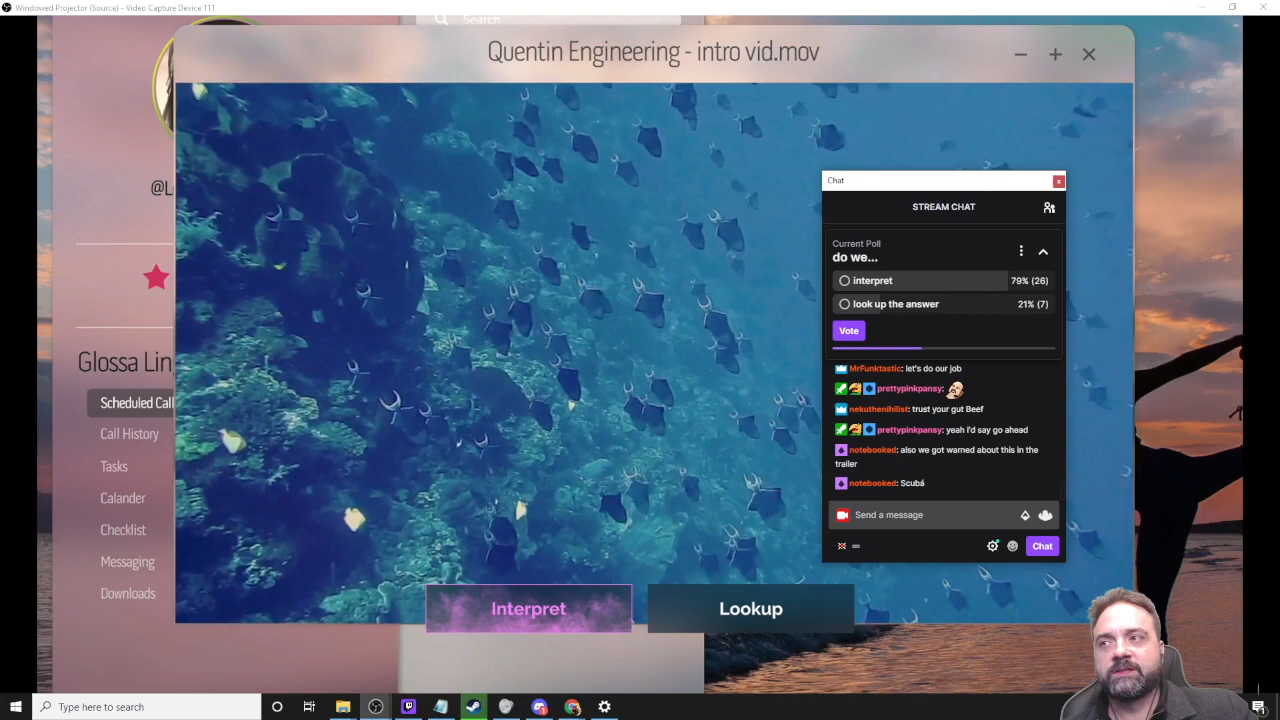 Windowed Projector (Source) - Video Capture Device 111
Search
Quentin Engineering - intro vid.mov
@L
Glossa Lin
Scheduled Call
Call History
Tasks
Calander
Checklist
Messaging
Downloads
Chat
STREAM CHAT
Current Poll
do we...
interpret 79% (26)
look up the answer 21% (7)
Vote
MrFunktastic: let's do our job
prettypinkpansy:
nekuthenihilist: trust your gut Beef
prettypinkpansy: yeah I'd say go ahead
notebooked: also we got warned about this in the
trailer
notebooked: Scubá
Send a message
Chat
Interpret
Lookup
Type here to search